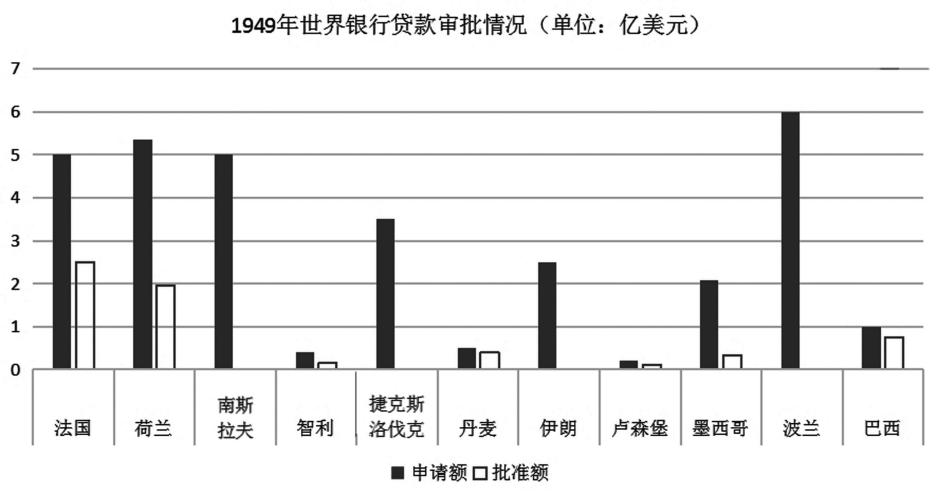 1949年世界银行贷款审批情况（单位：亿美元）
7
6
5
4
3
2
1
0
法国
荷兰
南斯
拉夫
智利
捷克斯
洛伐克
丹麦
伊朗
卢森堡
墨西哥
波兰
巴西
申请额 批准额